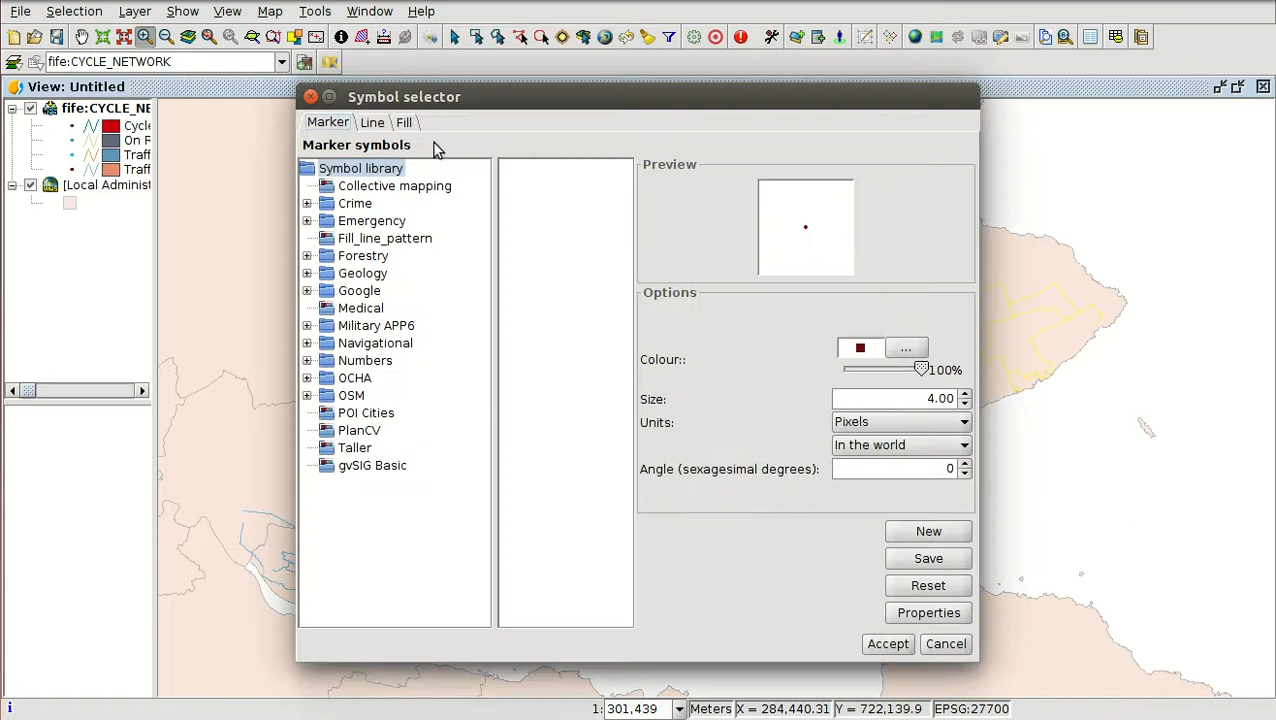 File Selection Layer Show View Map Tools Window Help
fife:CYCLE_NETWORK
View: Untitled
fife:CYCLE_NE
Cycle
On R
Traff
Traff
[Local Adminis
Symbol selector
Marker Line Fill
Marker symbols
Symbol library
Collective mapping
Crime
Emergency
Fill_line_pattern
Forestry
Geology
Google
Medical
Military APP6
Navigational
Numbers
OCHA
OSM
POI Cities
PlanCV
Taller
gvSIG Basic
Preview
Options
Colour::
...
100%
Size: 4.00
Units: Pixels
In the world
Angle (sexagesimal degrees): 0
New
Save
Reset
Properties
Accept Cancel
1: 301,439 Meters X = 284,440.31 Y = 722,139.9 EPSG:27700